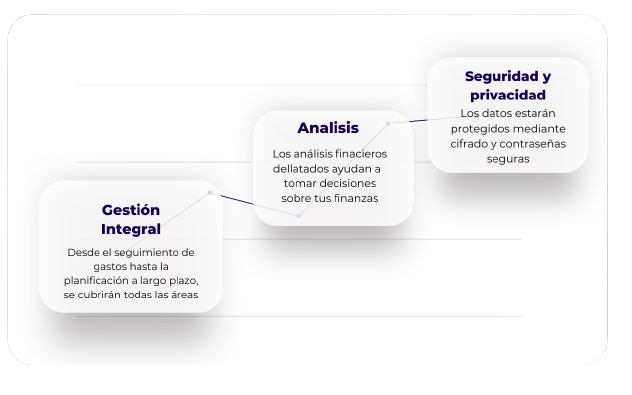 Seguridad y
privacidad
Los datos estarán
protegidos mediante
cifrado y contraseñas
seguras
Analisis
Los análisis finacieros
dellatados ayudan a
tomar decisiones
sobre tus finanzas
Gestión
Integral
Desde el seguimiento de
gastos hasta la
planificación a largo plazo,
se cubrirán todas las áreas